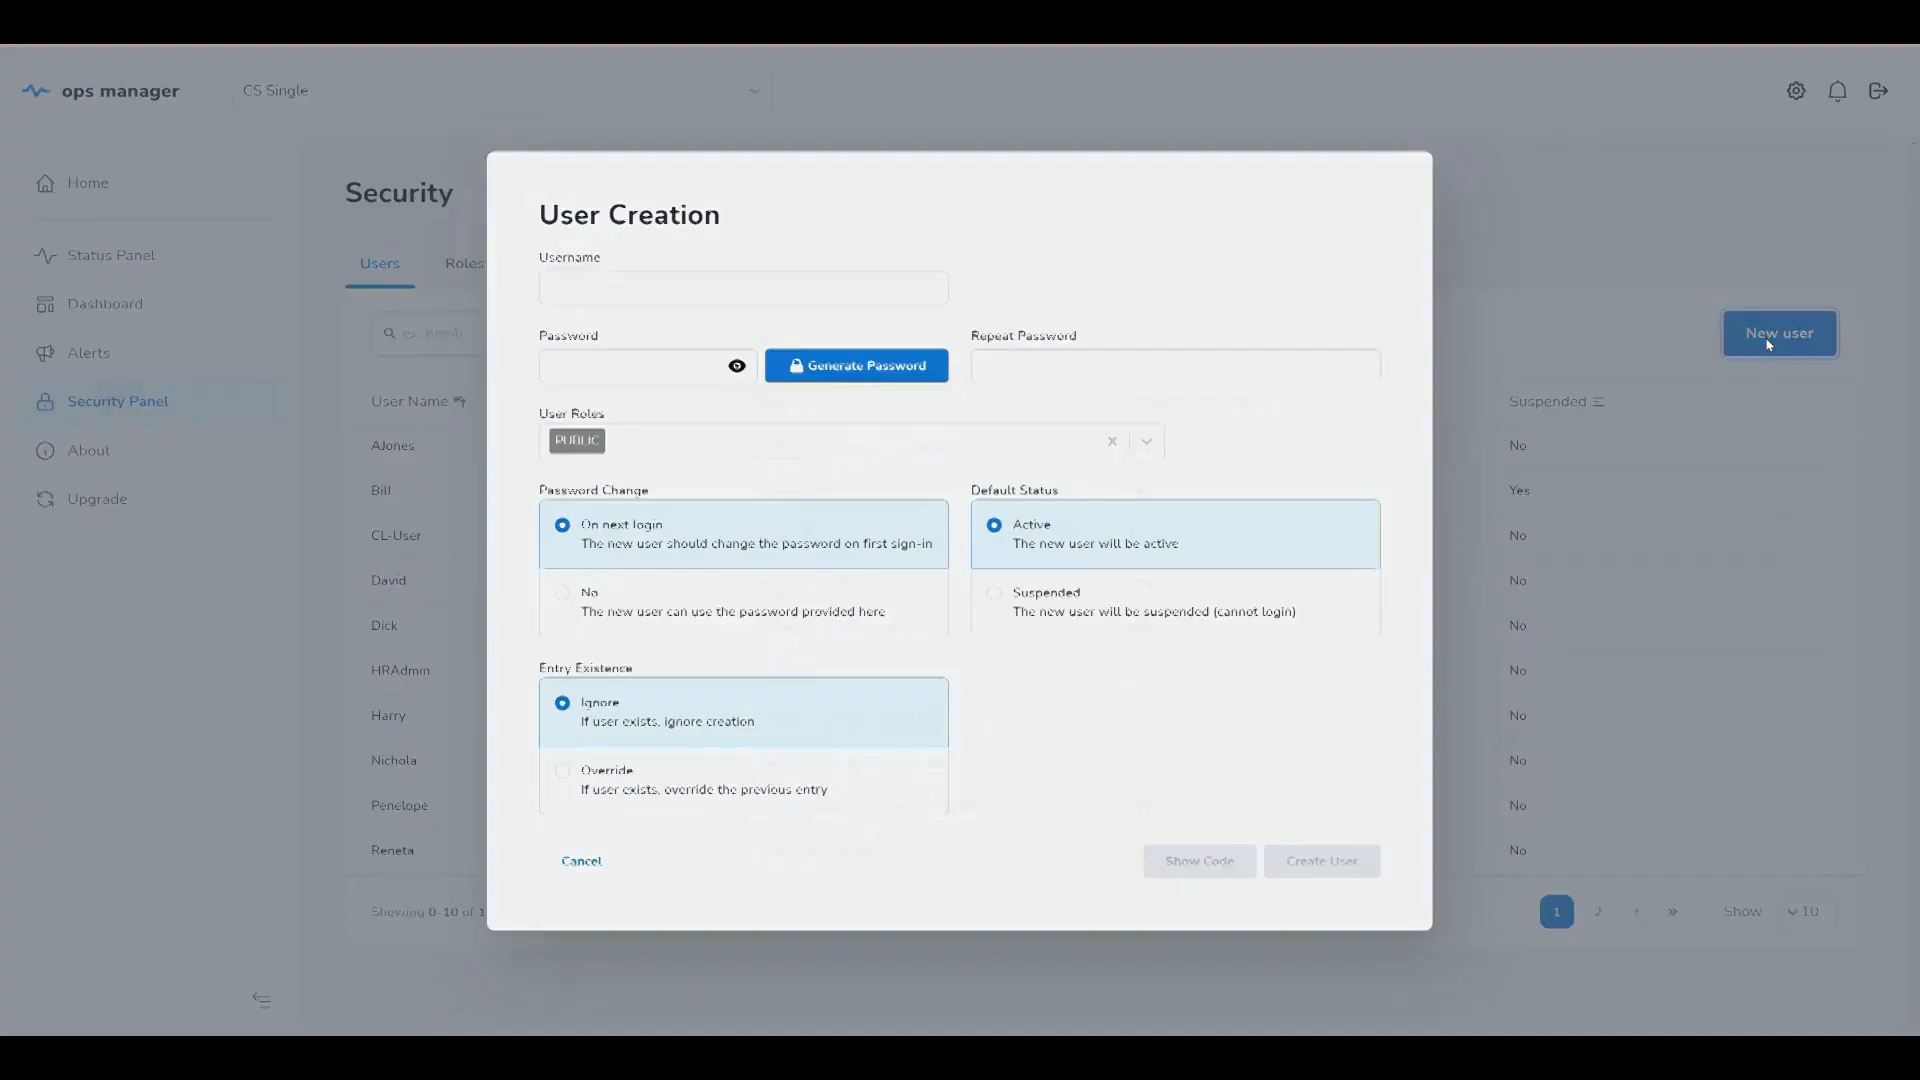 ops manager
CS Single
Home
Status Panel
Dashboard
Alerts
Security Panel
About
Upgrade
Security
Users
Roles
New user
User Name
Suspended
AJones
No
Bill
Yes
CL-User
No
David
No
Dick
No
HRAdmin
No
Harry
No
Nichola
No
Penelope
No
Reneta
No
Showing 0-10 of 1
1
2
Show
10
User Creation
Username
Password
Generate Password
Repeat Password
User Roles
PUBLIC
Password Change
On next login
The new user should change the password on first sign-in
No
The new user can use the password provided here
Default Status
Active
The new user will be active
Suspended
The new user will be suspended (cannot login)
Entry Existence
Ignore
If user exists, ignore creation
Override
If user exists, override the previous entry
Cancel
Show Code
Create User